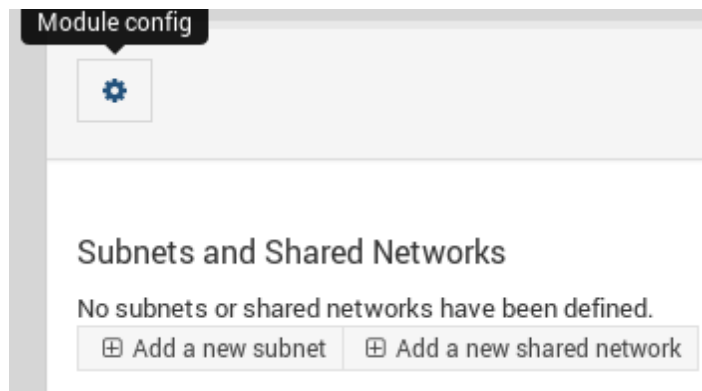 Module config
Subnets and Shared Networks
No subnets or shared networks have been defined.
Add a new subnet Add a new shared network